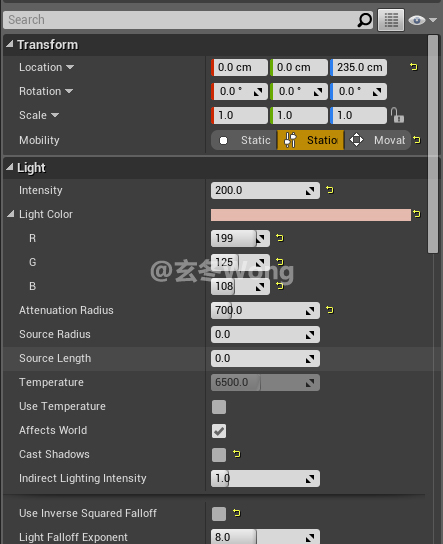 Search
Transform
Location 0.0 cm 0.0 cm 235.0 cm
Rotation 0.0 ° 0.0 ° 0.0 °
Scale 1.0 1.0 1.0
Mobility Static Statio Movab
Light
Intensity 200.0
Light Color
R 199
G 125
B 108
@玄冬Wong
Attenuation Radius 700.0
Source Radius 0.0
Source Length 0.0
Temperature 6500.0
Use Temperature
Affects World
Cast Shadows
Indirect Lighting Intensity 1.0
Use Inverse Squared Falloff
Light Falloff Exponent 8.0